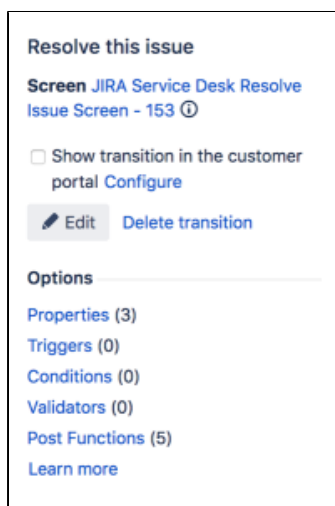 Resolve this issue
Screen JIRA Service Desk Resolve
Issue Screen - 153
Show transition in the customer
portal Configure
Edit Delete transition
Options
Properties (3)
Triggers (0)
Conditions (0)
Validators (0)
Post Functions (5)
Learn more